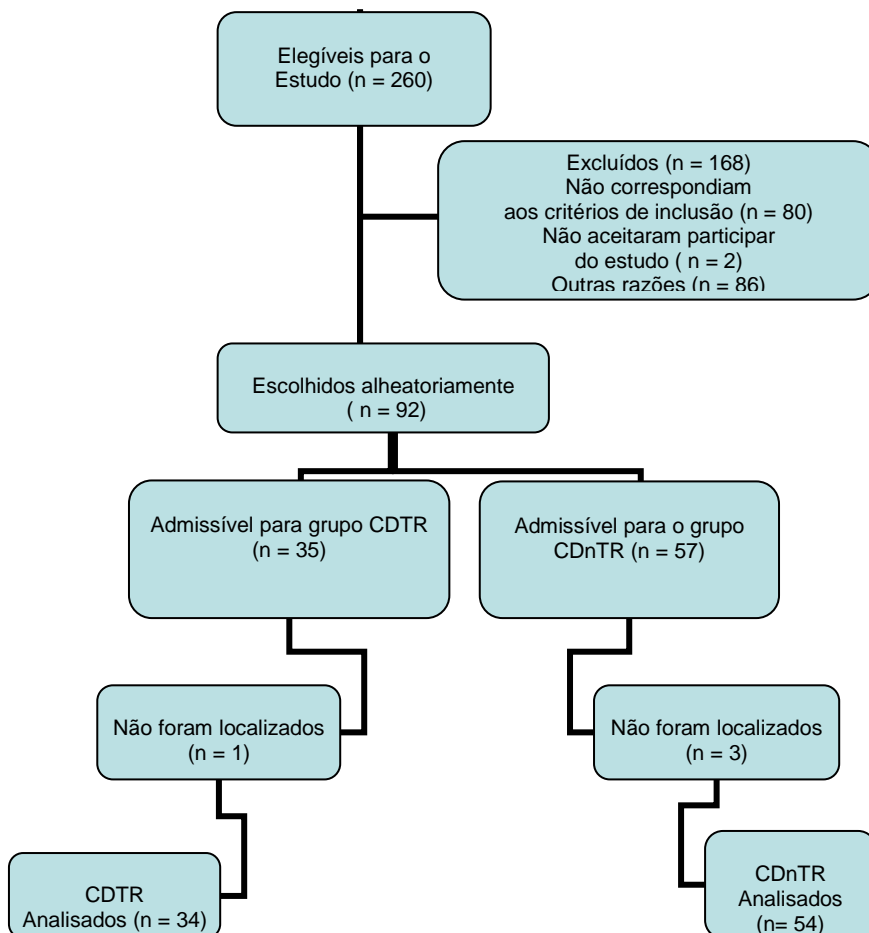 Elegíveis para o
Estudo (n = 260)
Excluídos (n = 168)
Não correspondiam
aos critérios de inclusão (n = 80)
Não aceitaram participar
do estudo ( n = 2)
Outras razões (n = 86)
Escolhidos alheatoriamente
( n = 92)
Admissível para grupo CDTR
(n = 35)
Admissível para o grupo
CDnTR (n = 57)
Não foram localizados
(n = 1)
Não foram localizados
(n = 3)
CDTR
Analisados (n = 34)
CDnTR
Analisados
(n= 54)